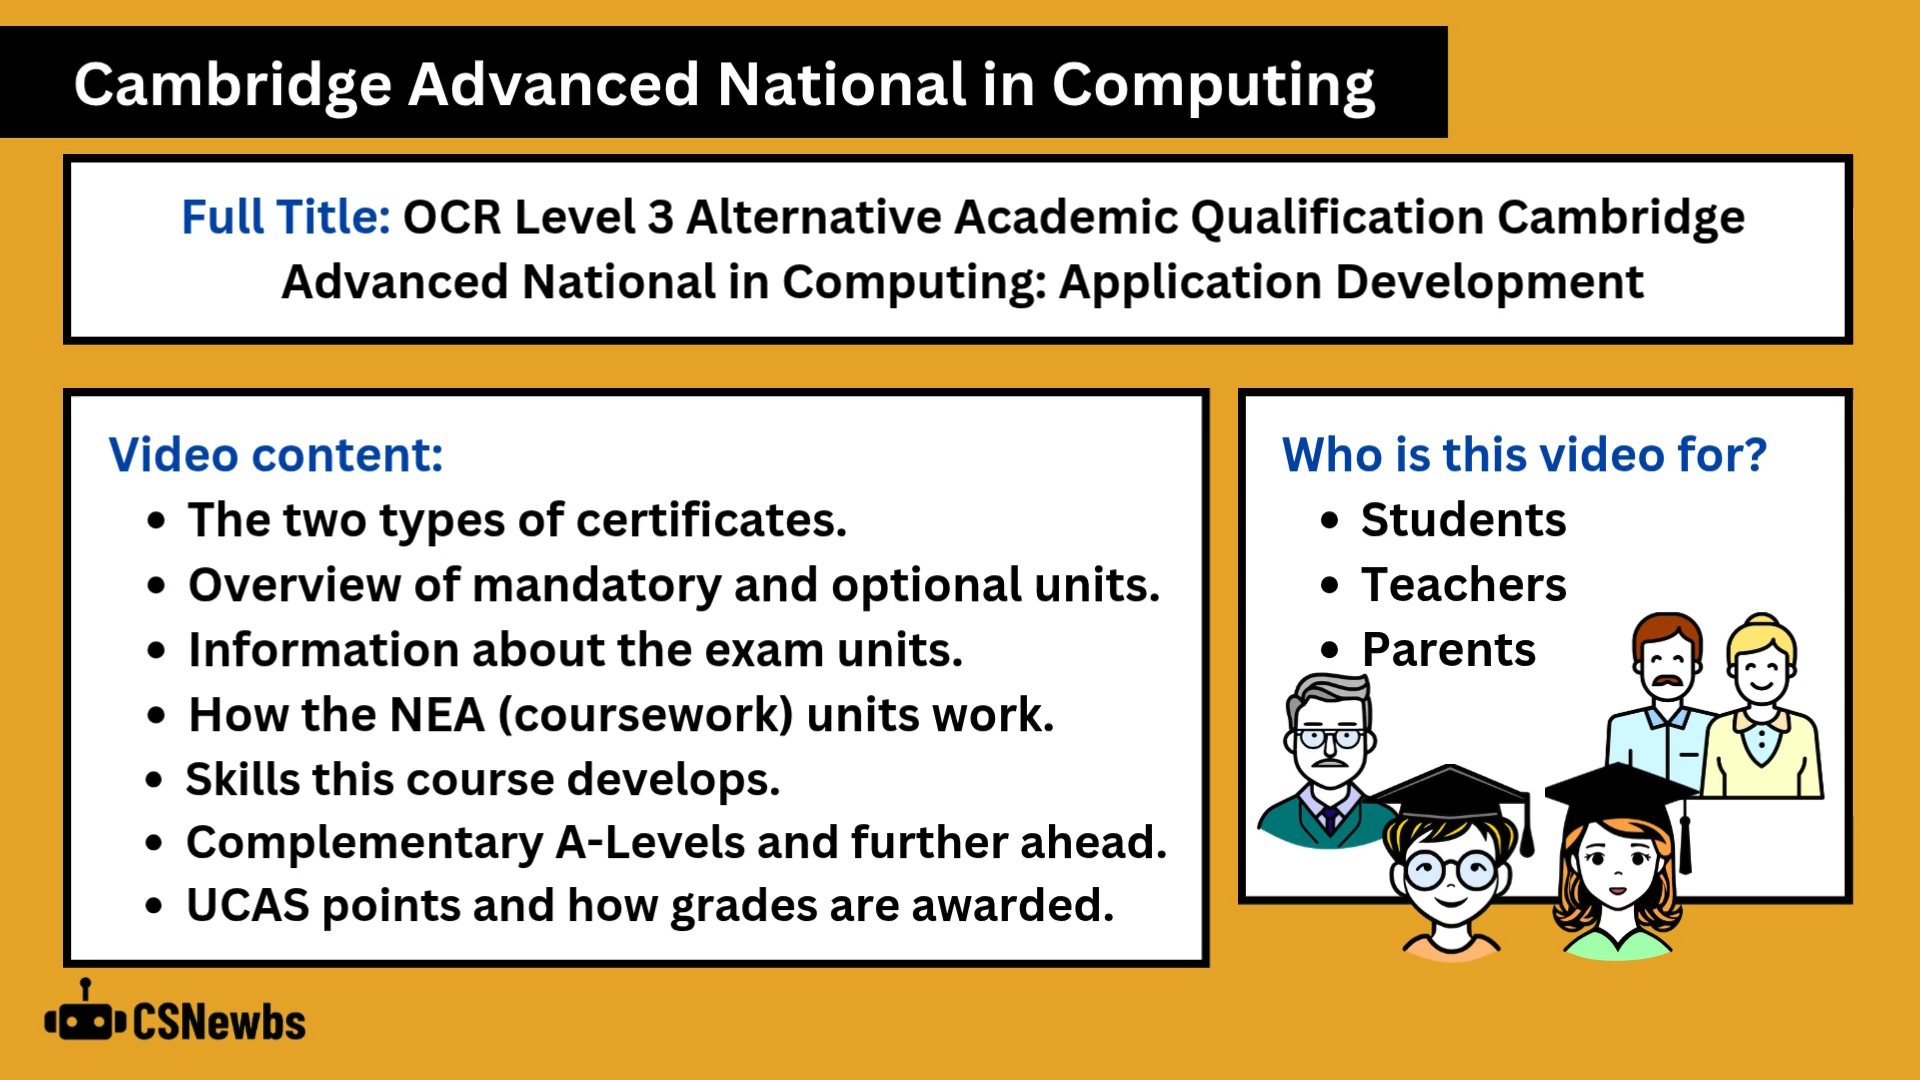 Cambridge Advanced National in Computing
Full Title: OCR Level 3 Alternative Academic Qualification Cambridge
Advanced National in Computing: Application Development
Video content:
• The two types of certificates.
• Overview of mandatory and optional units.
• Information about the exam units.
• How the NEA (coursework) units work.
• Skills this course develops.
• Complementary A-Levels and further ahead.
• UCAS points and how grades are awarded.
Who is this video for?
• Students
• Teachers
• Parents
CSNewbs